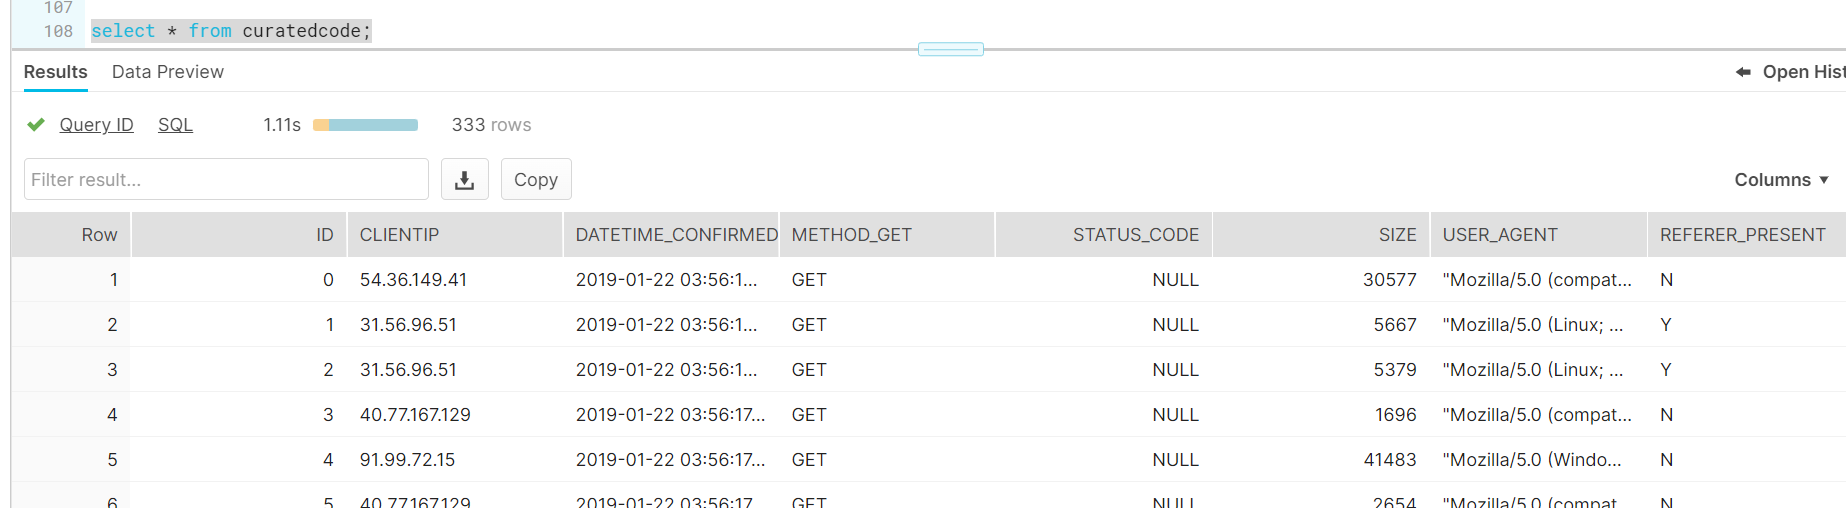 107
108 select * from curatedcode;
Results Data Preview Open Hist
Query ID SQL 1.11s 333 rows
Filter result... Copy Columns
Row ID CLIENTIP DATETIME_CONFIRMED METHOD_GET STATUS_CODE SIZE USER_AGENT REFERER_PRESENT
1 0 54.36.149.41 2019-01-22 03:56:1... GET NULL 30577 "Mozilla/5.0 (compat... N
2 1 31.56.96.51 2019-01-22 03:56:1... GET NULL 5667 "Mozilla/5.0 (Linux; ... Y
3 2 31.56.96.51 2019-01-22 03:56:1... GET NULL 5379 "Mozilla/5.0 (Linux; ... Y
4 3 40.77.167.129 2019-01-22 03:56:17... GET NULL 1696 "Mozilla/5.0 (compat... N
5 4 91.99.72.15 2019-01-22 03:56:17... GET NULL 41483 "Mozilla/5.0 (Windo... N
6 5 40.77.167.129 2019-01-22 03:56:17... GET NULL 2654 "Mozilla/5.0 (compat... N